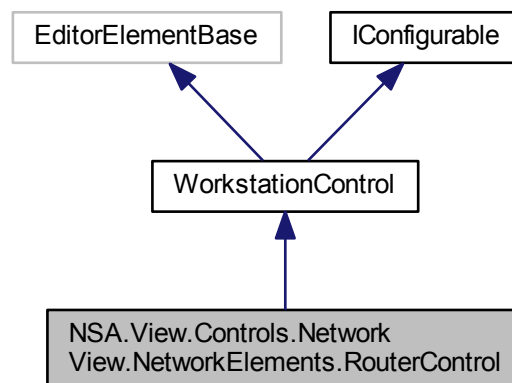 EditorElementBase
IConfigurable
WorkstationControl
NSA.View.Controls.Network
View.NetworkElements.RouterControl